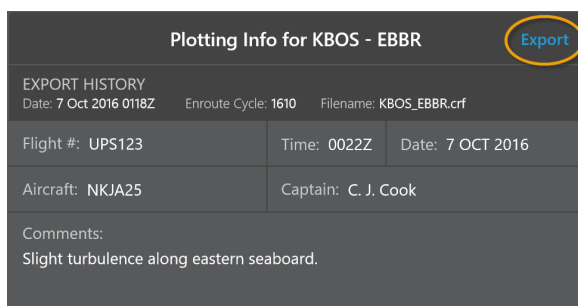 Plotting Info for KBOS - EBBR Export
EXPORT HISTORY
Date: 7 Oct 2016 0118Z Enroute Cycle: 1610 Filename: KBOS_EBBR.crf
Flight #: UPS123 Time: 0022Z Date: 7 OCT 2016
Aircraft: NKJA25 Captain: C. J. Cook
Comments:
Slight turbulence along eastern seaboard.